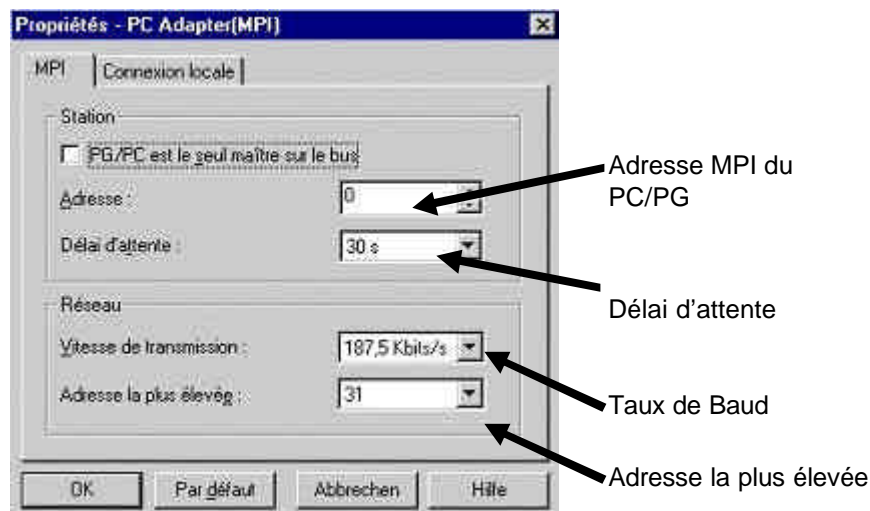 Propriétés - PC Adapter(MPI)
MPI Connexion locale
Station
PG/PC est le seul maître sur le bus
Adresse : 0
Délai d'attente : 30 s
Réseau
Vitesse de transmission : 187,5 Kbits/s
Adresse la plus élevée : 31
OK Par défaut Abbrechen Hilfe
Adresse MPI du
PC/PG
Délai d'attente
Taux de Baud
Adresse la plus élevée